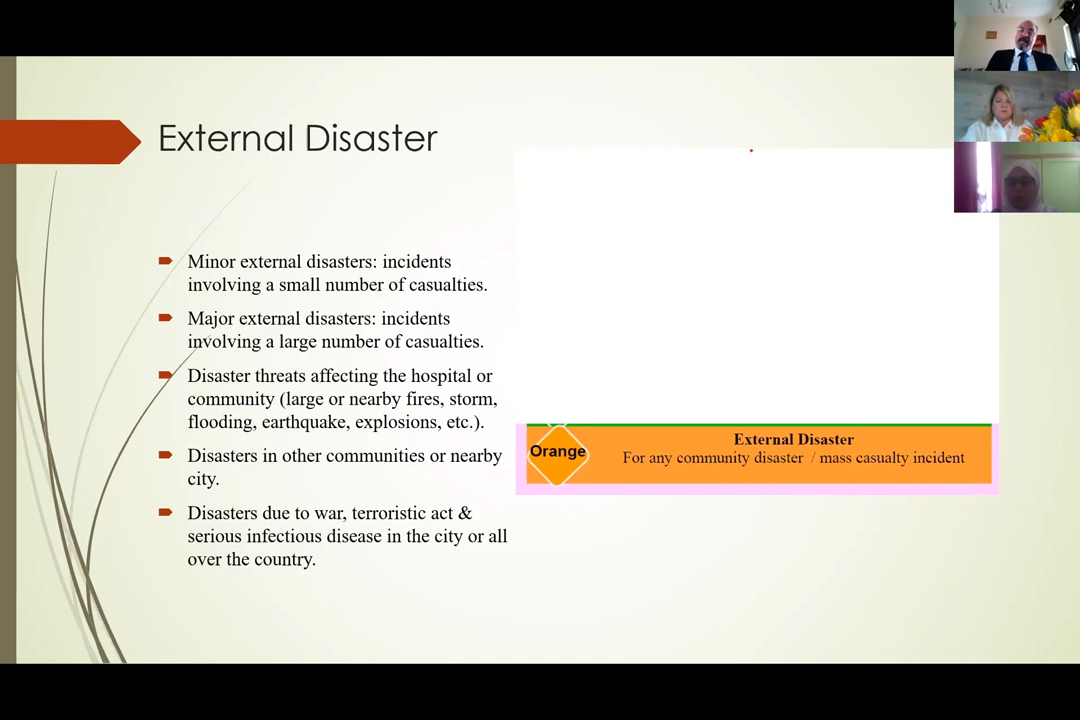 External Disaster
Minor external disasters: incidents
involving a small number of casualties.
Major external disasters: incidents
involving a large number of casualties.
Disaster threats affecting the hospital or
community (large or nearby fires, storm,
flooding, earthquake, explosions, etc.).
Disasters in other communities or nearby
city.
Disasters due to war, terroristic act &
serious infectious disease in the city or all
over the country.
Orange
External Disaster
For any community disaster / mass casualty incident